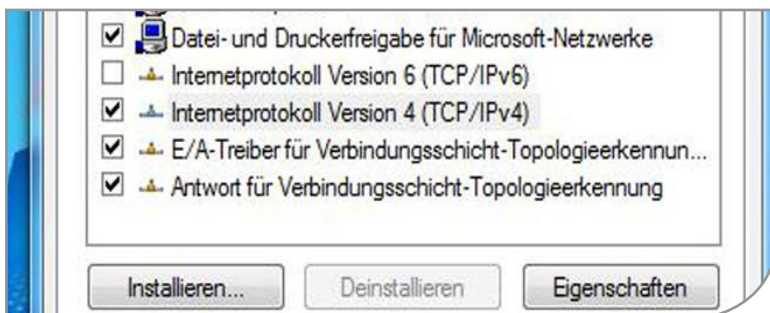 Datei- und Druckerfreigabe für Microsoft-Netzwerke
Internetprotokoll Version 6 (TCP/IPv6)
Internetprotokoll Version 4 (TCP/IPv4)
E/A-Treiber für Verbindungsschicht-Topologieerkennun...
Antwort für Verbindungsschicht-Topologieerkennung
Installieren... Deinstallieren Eigenschaften